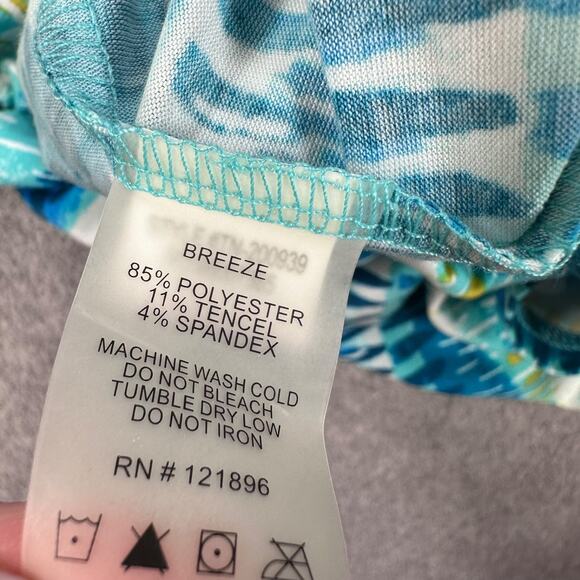 BREEZE
85% POLYESTER
11% TENCEL
4% SPANDEX
MACHINE WASH COLD
DO NOT BLEACH
TUMBLE DRY LOW
DO NOT IRON
RN # 121896